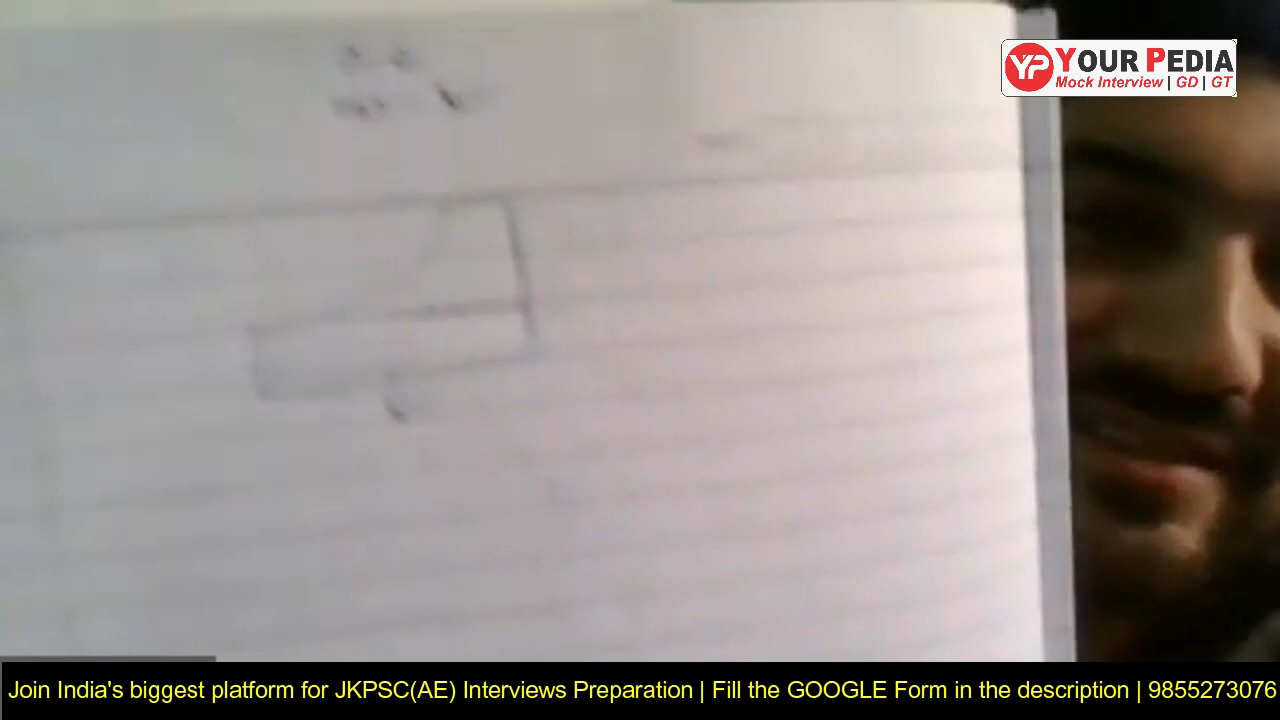 YP YOUR PEDIA
Mock Interview | GD | GT
Join India's biggest platform for JKPSC(AE) Interviews Preparation | Fill the GOOGLE Form in the description | 9855273076